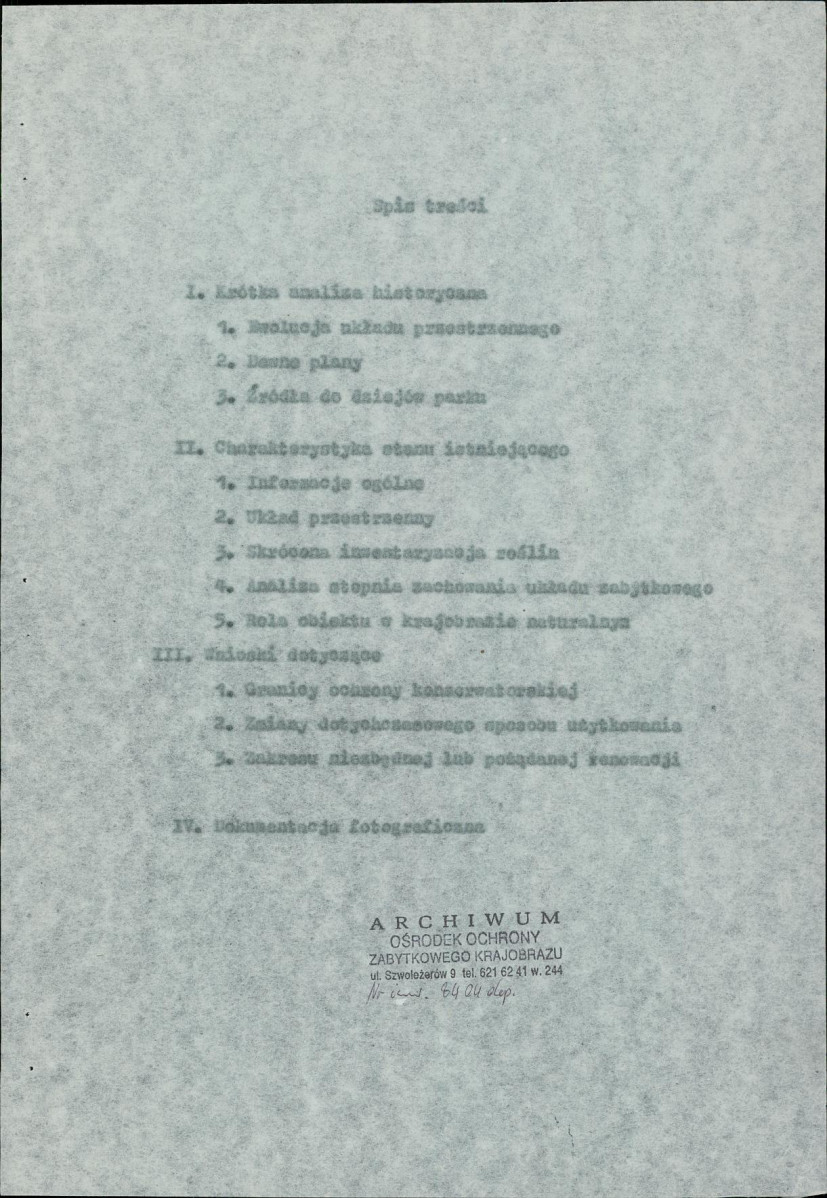 Spis treści
I. Krótka analiza historyczna
1. Ewolucja układu przestrzennego
2. Dawne plany
3. Źródła do dziejów parku
II. Charakterystyka stanu istniejącego
1. Informacje ogólne
2. Układ przestrzenny
3. Skrócona inwentaryzacja roślin
4. Analiza stopnia zachowania układu zabytkowego
5. Rola obiektu w krajobrazie naturalnym
III. Wnioski dotyczące
1. Granicy ochrony konserwatorskiej
2. Zmiany dotychczasowego sposobu użytkowania
3. Zakresu niezbędnej lub pożądanej renowacji
IV. Dokumentacja fotograficzna
ARCHIWUM
OŚRODEK OCHRONY
ZABYTKOWEGO KRAJOBRAZU
ul. Szwoleżerów 9 tel. 621 62 41 w. 244
Nr inw. dep.